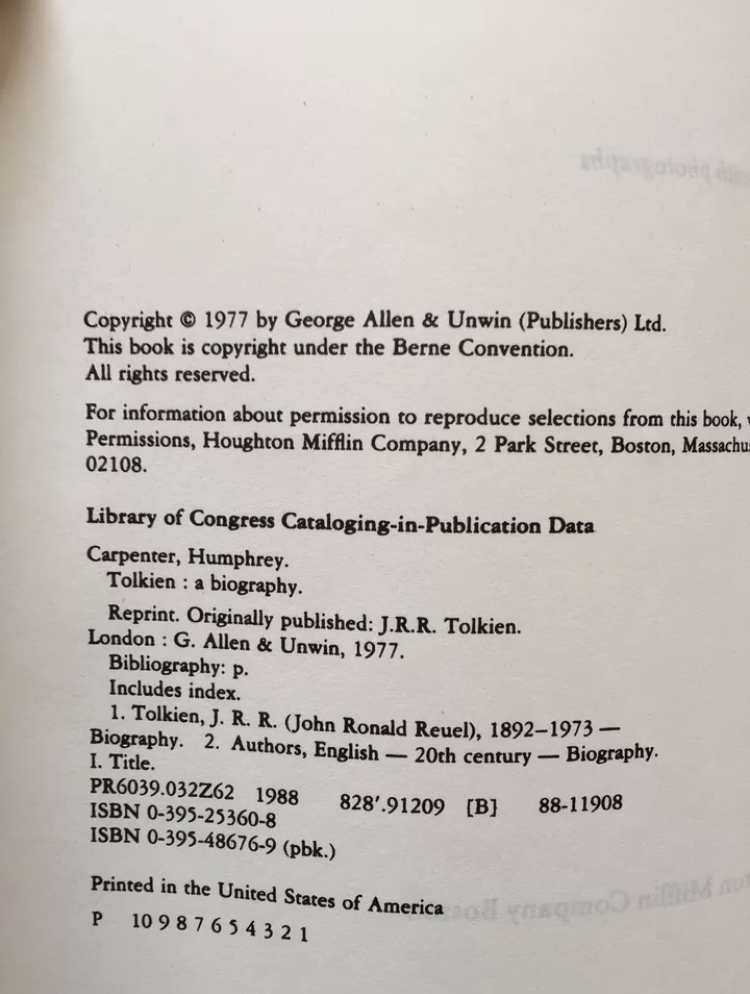 Copyright © 1977 by George Allen & Unwin (Publishers) Ltd.
This book is copyright under the Berne Convention.
All rights reserved.
For information about permission to reproduce selections from this book,
Permissions, Houghton Mifflin Company, 2 Park Street, Boston, Massachu
02108.
Library of Congress Cataloging-in-Publication Data
Carpenter, Humphrey.
Tolkien : a biography.
Reprint. Originally published: J.R.R. Tolkien.
London : G. Allen & Unwin, 1977.
Bibliography: p.
Includes index.
1. Tolkien, J. R. R. (John Ronald Reuel), 1892–1973 —
Biography. 2. Authors, English — 20th century — Biography.
I. Title.
PR6039.032Z62 1988 828'.91209 [B] 88-11908
ISBN 0-395-25360-8
ISBN 0-395-48676-9 (pbk.)
Printed in the United States of America
P 10 9 8 7 6 5 4 3 2 1